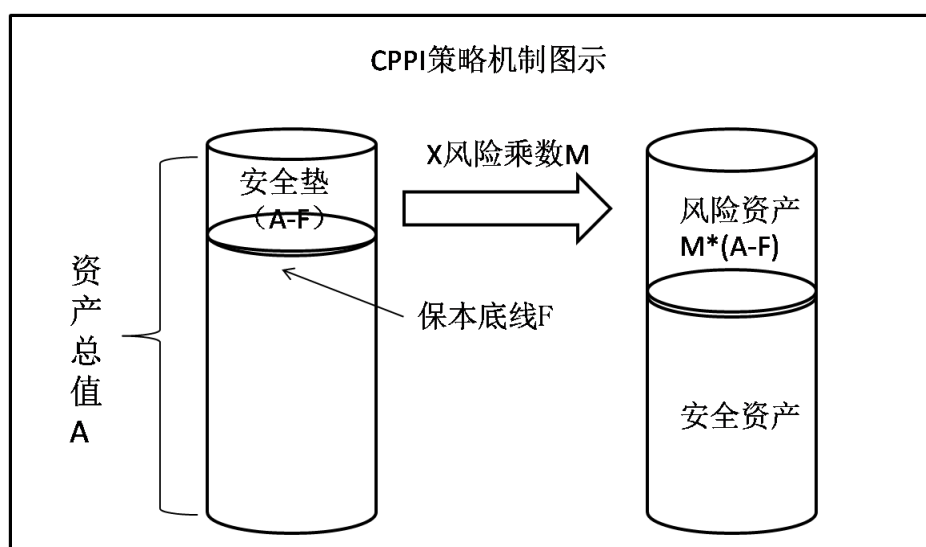 CPPI策略机制图示
安全垫
（A-F）
X风险乘数M
风险资产
M*(A-F)
资
产
总
值
A
保本底线F
安全资产